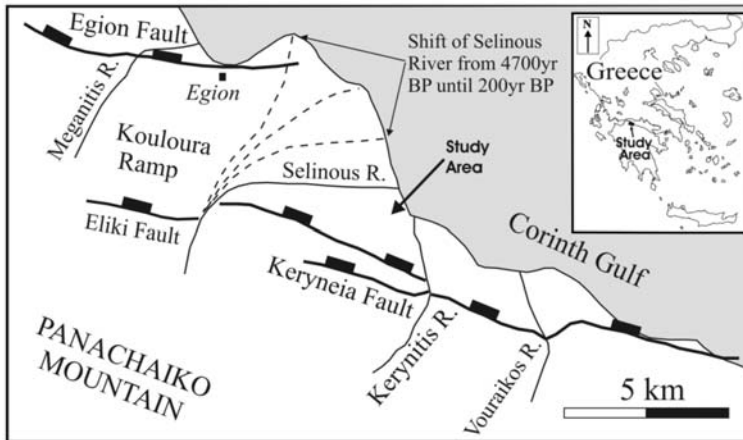 Egion Fault
Meganitis R.
Egion
Kouloura
Ramp
Shift of Selinous
River from 4700yr
BP until 200yr BP
Study
Area
Selinous R.
Eliki Fault
Keryneia Fault
Corinth Gulf
PANACHAIKO
MOUNTAIN
Kerynitis R.
Vouraikos R.
5 km
N
Greece
Study
Area